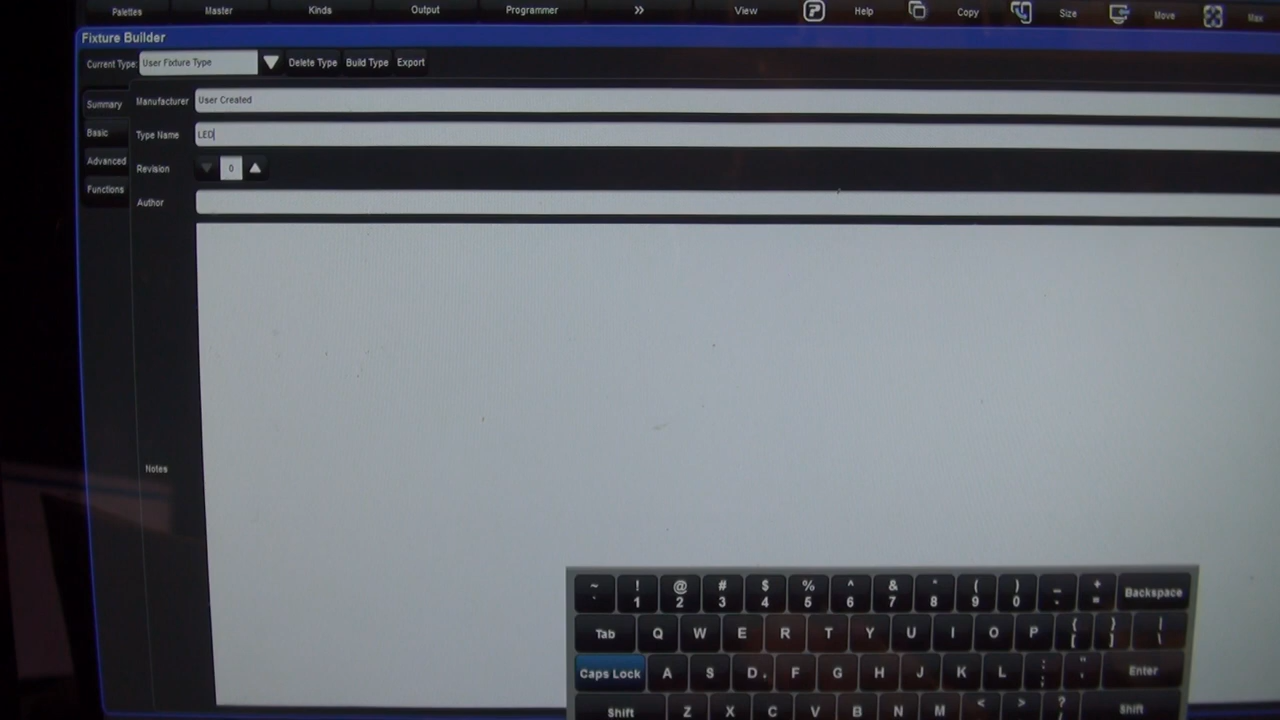 Palettes Master Kinds Output Programmer >> View Help Copy Size Move Max
Fixture Builder
Current Type: User Fixture Type Delete Type Build Type Export
Summary
Basic
Advanced
Functions
Manufacturer User Created
Type Name LED
Revision 0
Author
Notes
~ ! @ # $ % ^ & * ( ) _ +
` 1 2 3 4 5 6 7 8 9 0 - = Backspace
Tab Q W E R T Y U I O P { [ } ] | \
Caps Lock A S D F G H J K L : ; " ' Enter
Shift Z X C V B N M < > ? Shift